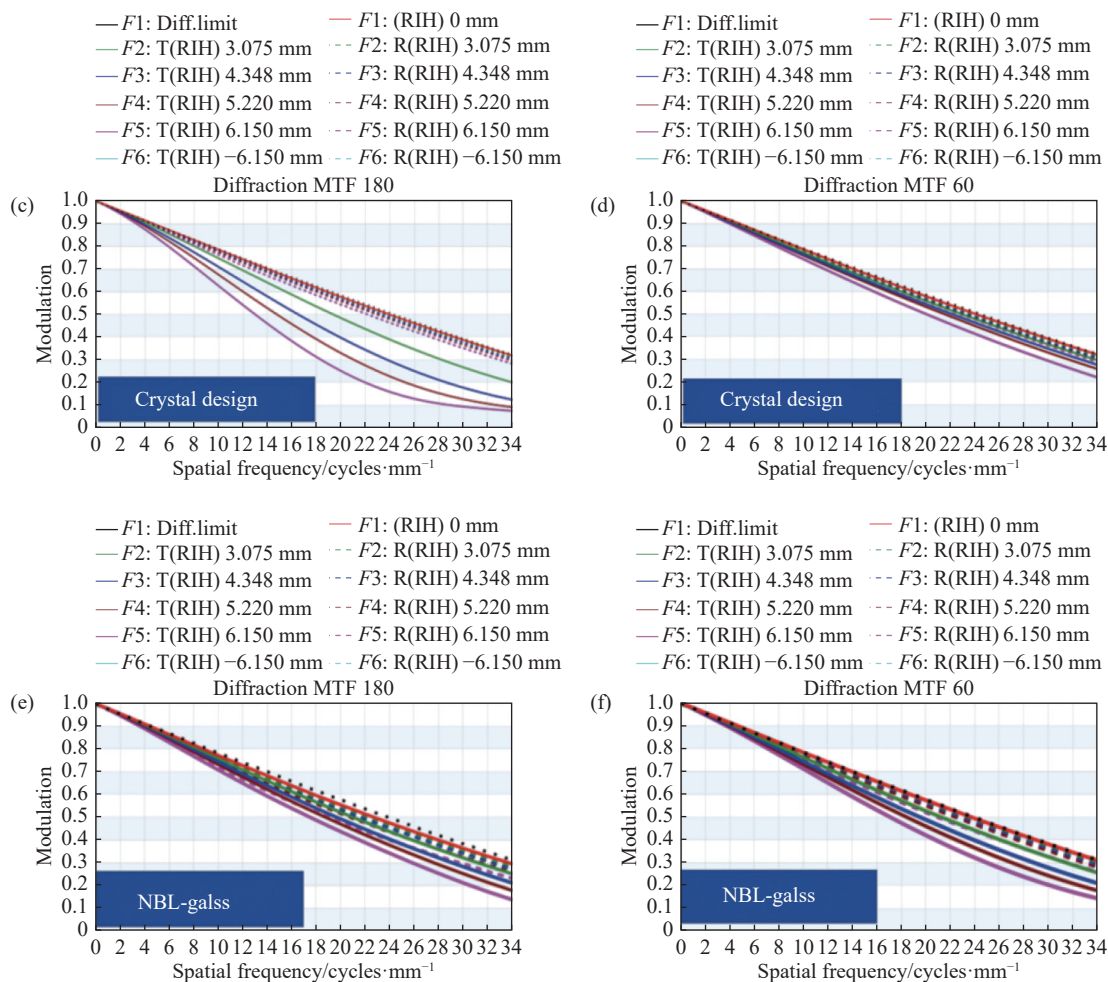 F1: Diff.limit F1: (RIH) 0 mm
F2: T(RIH) 3.075 mm F2: R(RIH) 3.075 mm
F3: T(RIH) 4.348 mm F3: R(RIH) 4.348 mm
F4: T(RIH) 5.220 mm F4: R(RIH) 5.220 mm
F5: T(RIH) 6.150 mm F5: R(RIH) 6.150 mm
F6: T(RIH) −6.150 mm F6: R(RIH) −6.150 mm
Diffraction MTF 180
(c)
1.0
0.9
0.8
0.7
0.6
0.5
0.4
0.3
0.2
0.1
0
Modulation
Crystal design
0 2 4 6 8 10 12 14 16 18 20 22 24 26 28 30 32 34
Spatial frequency/cycles·mm⁻¹
F1: Diff.limit F1: (RIH) 0 mm
F2: T(RIH) 3.075 mm F2: R(RIH) 3.075 mm
F3: T(RIH) 4.348 mm F3: R(RIH) 4.348 mm
F4: T(RIH) 5.220 mm F4: R(RIH) 5.220 mm
F5: T(RIH) 6.150 mm F5: R(RIH) 6.150 mm
F6: T(RIH) −6.150 mm F6: R(RIH) −6.150 mm
Diffraction MTF 60
(d)
1.0
0.9
0.8
0.7
0.6
0.5
0.4
0.3
0.2
0.1
0
Modulation
Crystal design
0 2 4 6 8 10 12 14 16 18 20 22 24 26 28 30 32 34
Spatial frequency/cycles·mm⁻¹
F1: Diff.limit F1: (RIH) 0 mm
F2: T(RIH) 3.075 mm F2: R(RIH) 3.075 mm
F3: T(RIH) 4.348 mm F3: R(RIH) 4.348 mm
F4: T(RIH) 5.220 mm F4: R(RIH) 5.220 mm
F5: T(RIH) 6.150 mm F5: R(RIH) 6.150 mm
F6: T(RIH) −6.150 mm F6: R(RIH) −6.150 mm
Diffraction MTF 180
(e)
1.0
0.9
0.8
0.7
0.6
0.5
0.4
0.3
0.2
0.1
0
Modulation
NBL-galss
0 2 4 6 8 10 12 14 16 18 20 22 24 26 28 30 32 34
Spatial frequency/cycles·mm⁻¹
F1: Diff.limit F1: (RIH) 0 mm
F2: T(RIH) 3.075 mm F2: R(RIH) 3.075 mm
F3: T(RIH) 4.348 mm F3: R(RIH) 4.348 mm
F4: T(RIH) 5.220 mm F4: R(RIH) 5.220 mm
F5: T(RIH) 6.150 mm F5: R(RIH) 6.150 mm
F6: T(RIH) −6.150 mm F6: R(RIH) −6.150 mm
Diffraction MTF 60
(f)
1.0
0.9
0.8
0.7
0.6
0.5
0.4
0.3
0.2
0.1
0
Modulation
NBL-galss
0 2 4 6 8 10 12 14 16 18 20 22 24 26 28 30 32 34
Spatial frequency/cycles·mm⁻¹